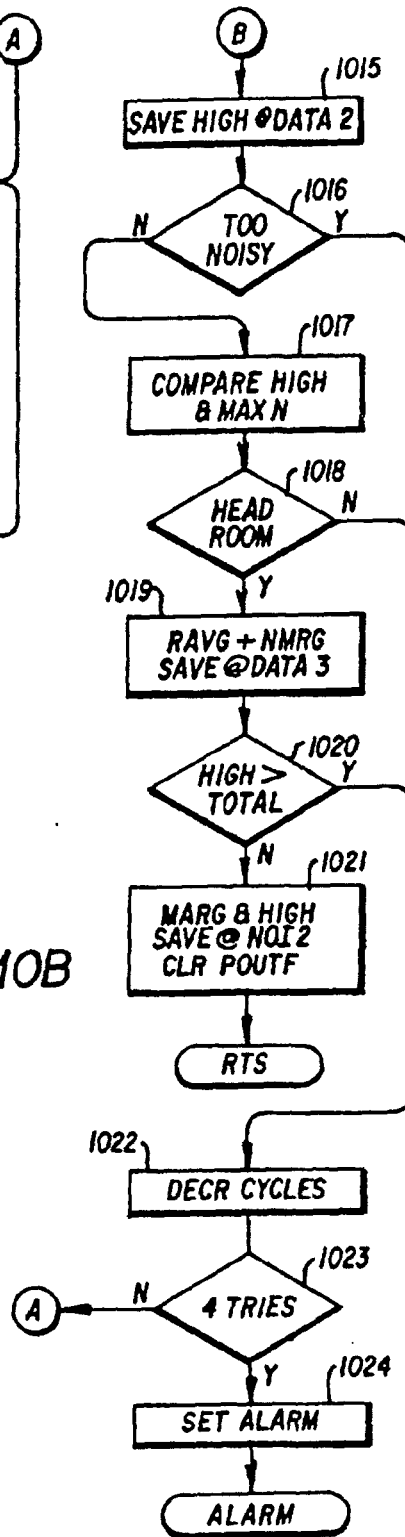 A
B
1015
SAVE HIGH @ DATA 2
1016
N
TOO
NOISY
Y
1017
COMPARE HIGH
& MAX N
1018
HEAD
ROOM
N
Y
1019
RAVG + NMRG
SAVE @ DATA 3
1020
HIGH >
TOTAL
Y
N
1021
MARG & HIGH
SAVE @ NOI2
CLR POUTF
10B
RTS
1022
DECR CYCLES
1023
A
N
4 TRIES
Y
1024
SET ALARM
ALARM